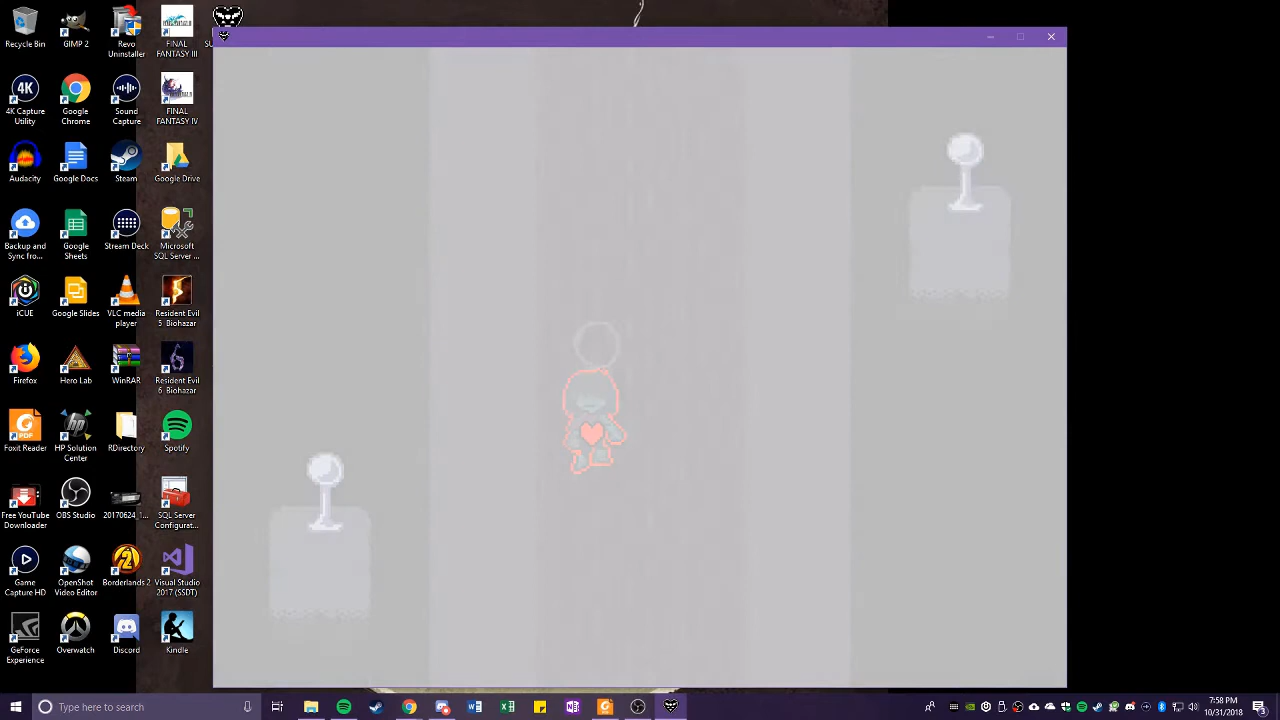 Recycle Bin
GIMP 2
Revo
Uninstaller
FINAL
FANTASY III
SU
4K Capture
Utility
Google
Chrome
Sound
Capture
FINAL
FANTASY IV
Audacity
Google Docs
Steam
Google Drive
Backup and
Sync fro...
Google
Sheets
Stream Deck
Microsoft
SQL Server ...
iCUE
Google Slides
VLC media
player
Resident Evil
5 Biohazar
Firefox
Hero Lab
WinRAR
Resident Evil
6 Biohazar
Foxit Reader
HP Solution
Center
RDirectory
Spotify
Free YouTube
Downloader
OBS Studio
20170624_1...
SQL Server
Configurat...
Game
Capture HD
OpenShot
Video Editor
Borderlands 2
Visual Studio
2017 (SSDT)
GeForce
Experience
Overwatch
Discord
Kindle
Type here to search
7:58 PM
10/31/2018